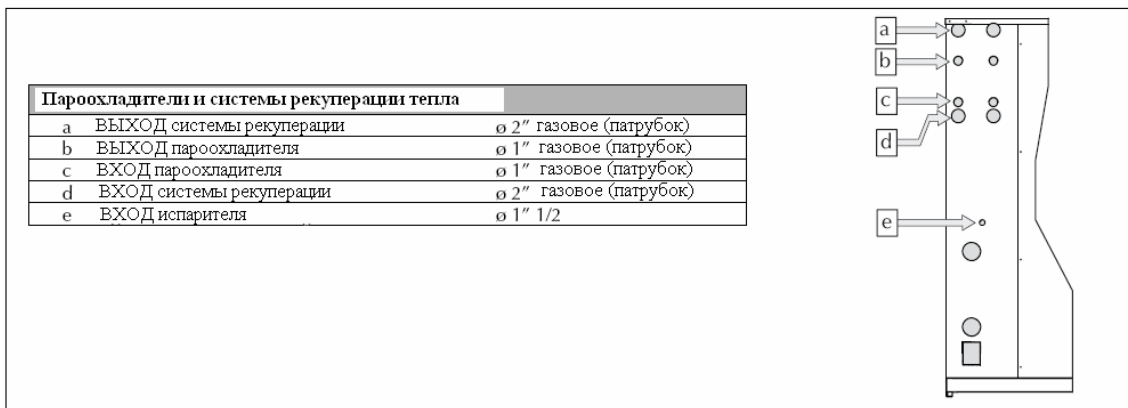 Пароохладители и системы рекуперации тепла
a ВЫХОД системы рекуперации ø 2″ газовое (патрубок)
b ВЫХОД пароохладителя ø 1″ газовое (патрубок)
c ВХОД пароохладителя ø 1″ газовое (патрубок)
d ВХОД системы рекуперации ø 2″ газовое (патрубок)
e ВХОД испарителя ø 1″ 1/2
a
b
c
d
e